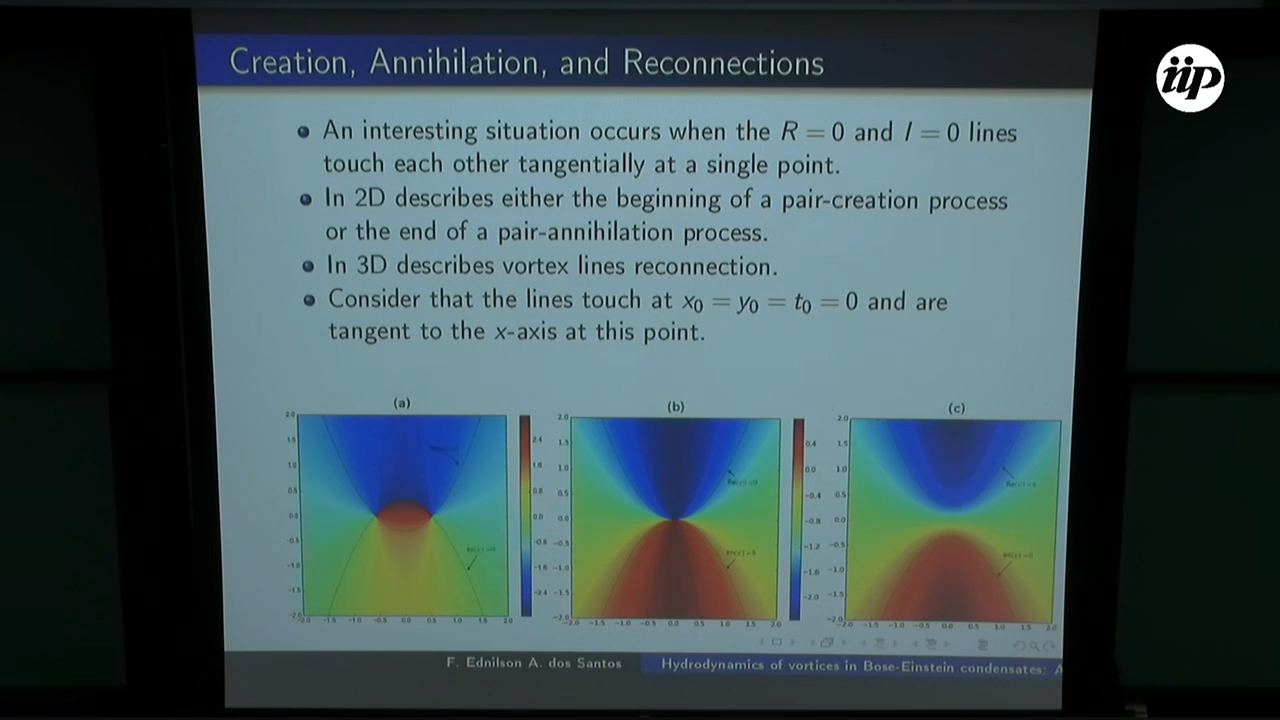 iip
Creation, Annihilation, and Reconnections
An interesting situation occurs when the R = 0 and I = 0 lines
touch each other tangentially at a single point.
In 2D describes either the beginning of a pair-creation process
or the end of a pair-annihilation process.
In 3D describes vortex lines reconnection.
Consider that the lines touch at x₀ = y₀ = t₀ = 0 and are
tangent to the x-axis at this point.
(a)
(b)
(c)
F. Ednilson A. dos Santos
Hydrodynamics of vortices in Bose-Einstein condensates: A